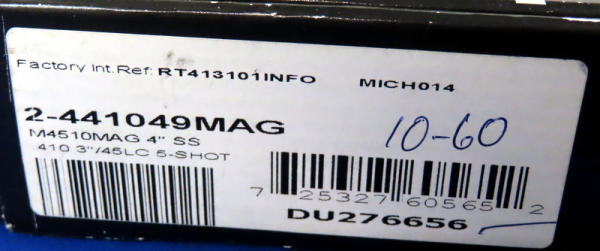 Factory Int.Ref: RT413101INFO MICH014
2-441049MAG
M4510MAG 4" SS
.410 3"/45LC 5-SHOT
10-60
7 25327 60565 2
DU276656